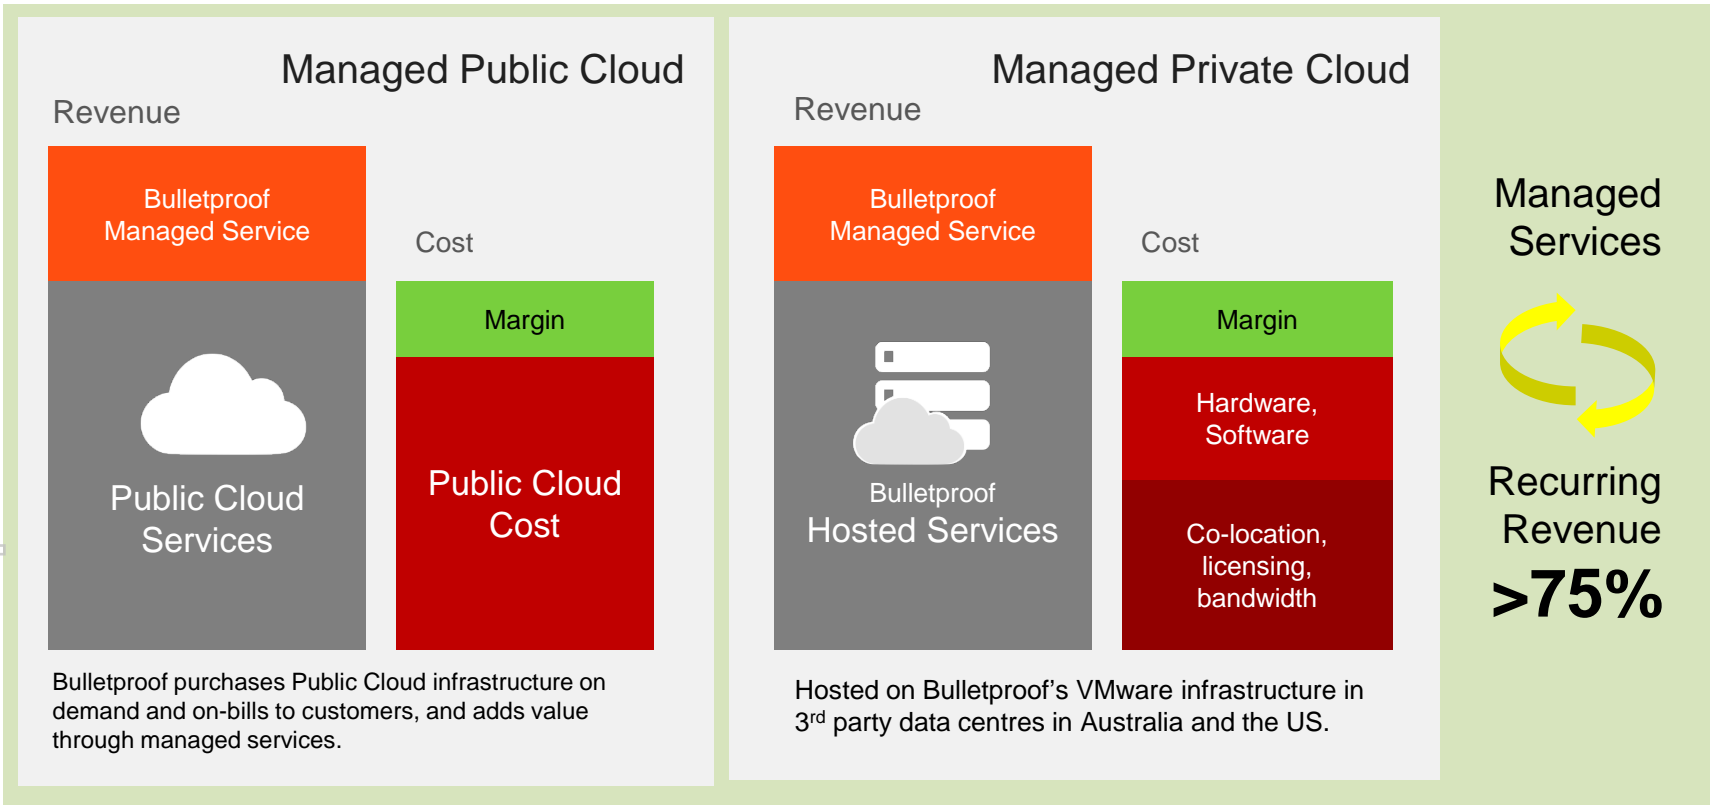 Managed Public Cloud
Revenue
Bulletproof
Managed Service
Cost
Margin
Public Cloud
Services
Public Cloud
Cost
Bulletproof purchases Public Cloud infrastructure on
demand and on-bills to customers, and adds value
through managed services.
Managed Private Cloud
Revenue
Bulletproof
Managed Service
Cost
Margin
Hardware,
Software
Bulletproof
Hosted Services
Co-location,
licensing,
bandwidth
Hosted on Bulletproof’s VMware infrastructure in
3rd party data centres in Australia and the US.
Managed
Services
Recurring
Revenue
>75%